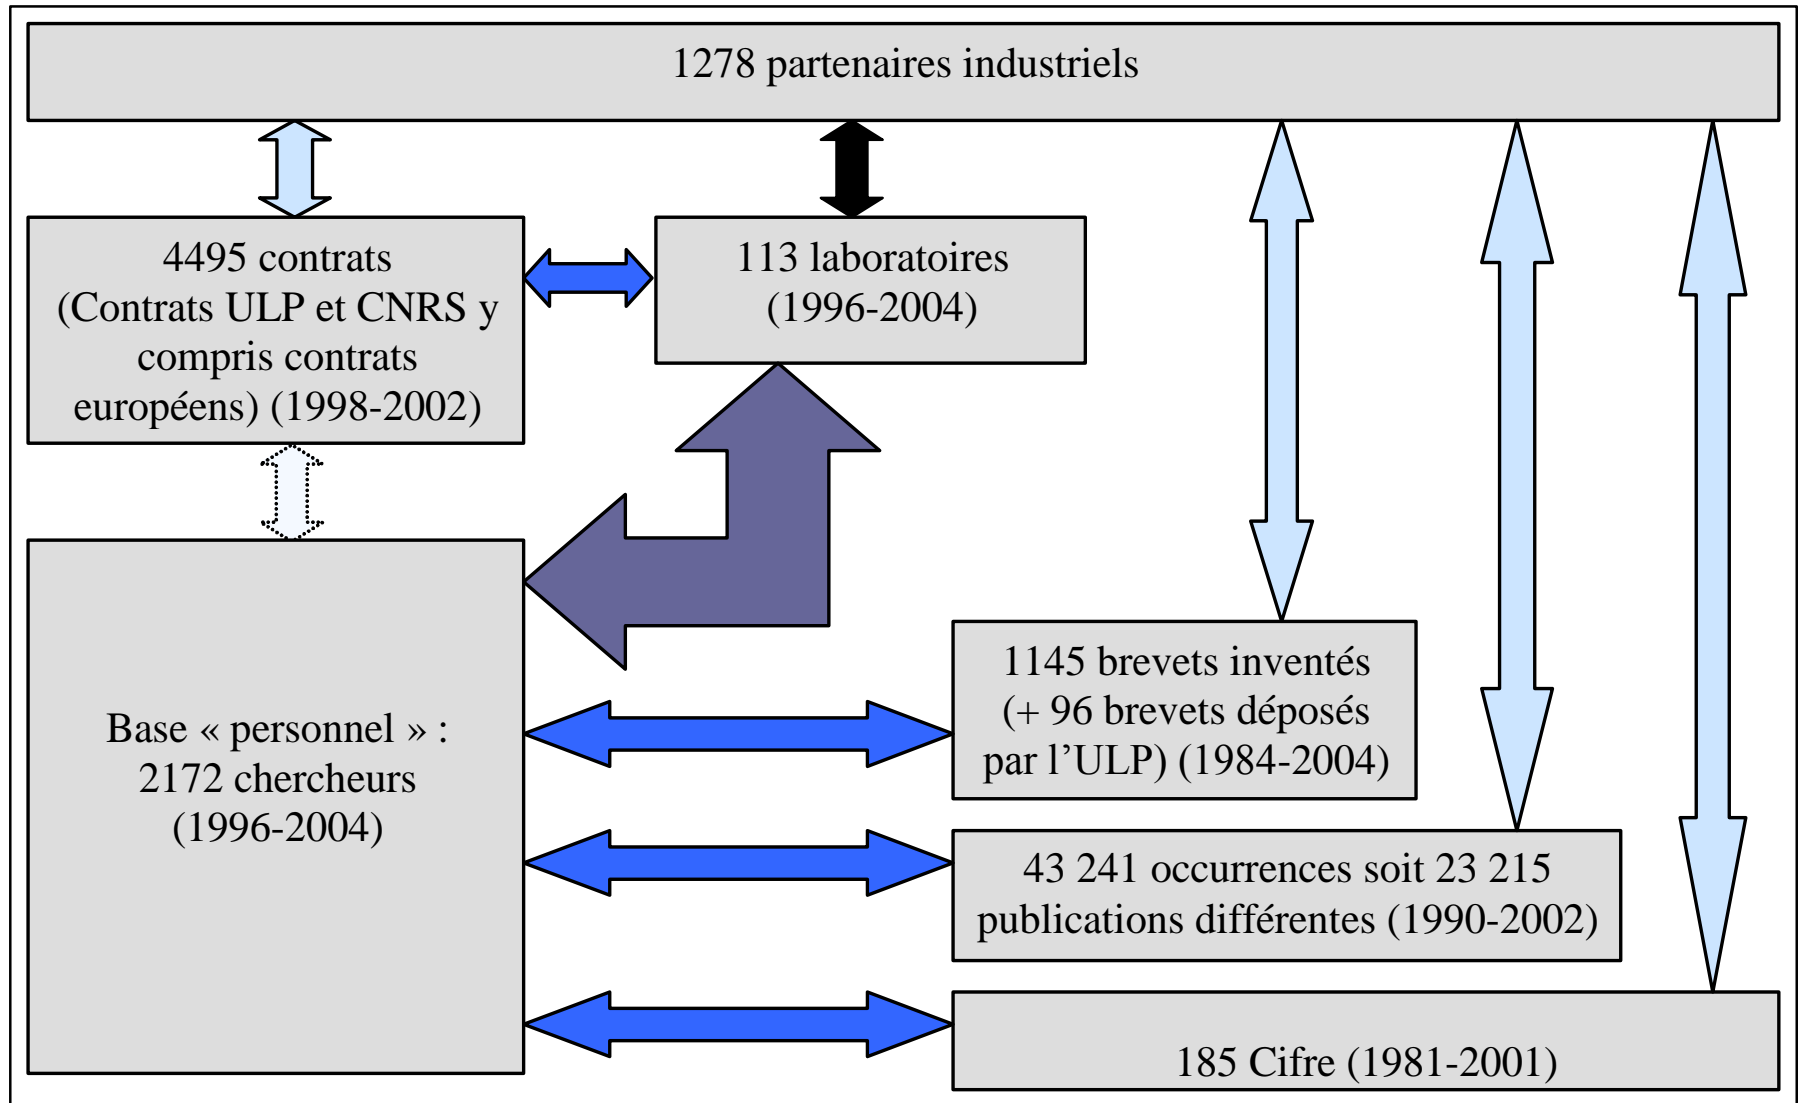 1278 partenaires industriels
4495 contrats
(Contrats ULP et CNRS y
compris contrats
européens) (1998-2002)
113 laboratoires
(1996-2004)
Base « personnel » :
2172 chercheurs
(1996-2004)
1145 brevets inventés
(+ 96 brevets déposés
par l’ULP) (1984-2004)
43 241 occurrences soit 23 215
publications différentes (1990-2002)
185 Cifre (1981-2001)